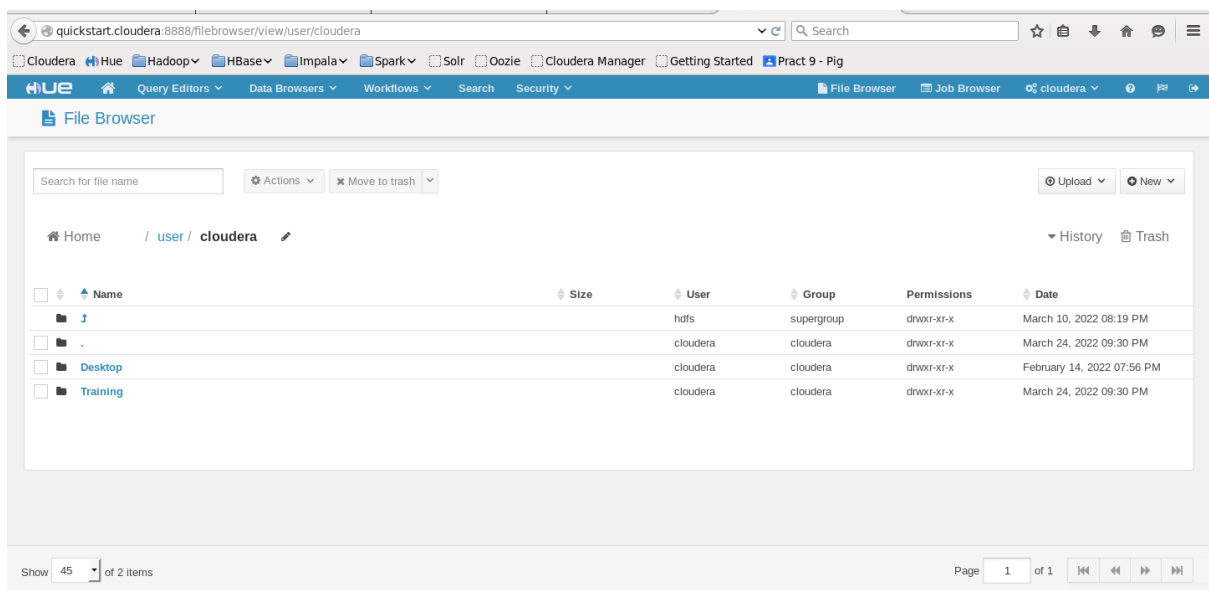 quickstart.cloudera:8888/filebrowser/view/user/cloudera Search
Cloudera Hue Hadoop HBase Impala Spark Solr Oozie Cloudera Manager Getting Started Pract 9 - Pig
HUE Query Editors Data Browsers Workflows Search Security File Browser Job Browser cloudera
File Browser
Search for file name Actions Move to trash Upload New
Home / user / cloudera History Trash
Name Size User Group Permissions Date
hdfs supergroup drwxr-xr-x March 10, 2022 08:19 PM
. cloudera cloudera drwxr-xr-x March 24, 2022 09:30 PM
Desktop cloudera cloudera drwxr-xr-x February 14, 2022 07:56 PM
Training cloudera cloudera drwxr-xr-x March 24, 2022 09:30 PM
Show 45 of 2 items Page 1 of 1